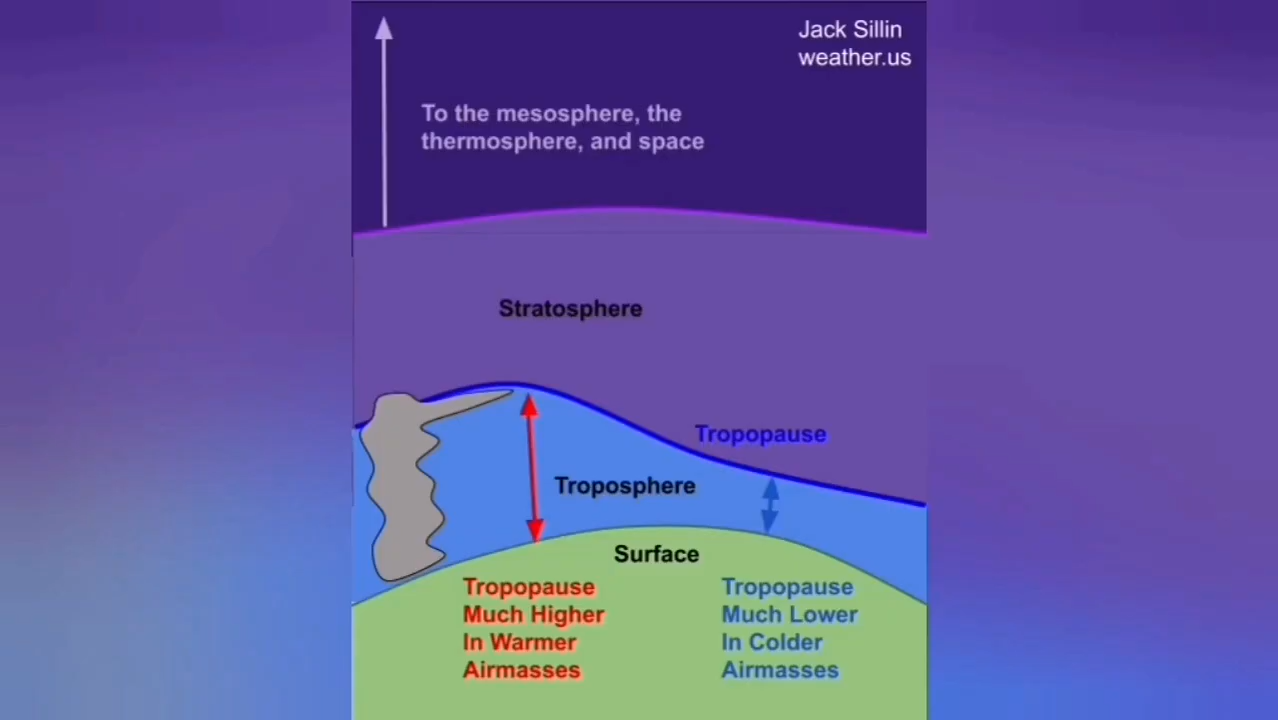 Jack Sillin
weather.us
To the mesosphere, the
thermosphere, and space
Stratosphere
Tropopause
Troposphere
Surface
Tropopause
Much Higher
In Warmer
Airmasses
Tropopause
Much Lower
In Colder
Airmasses